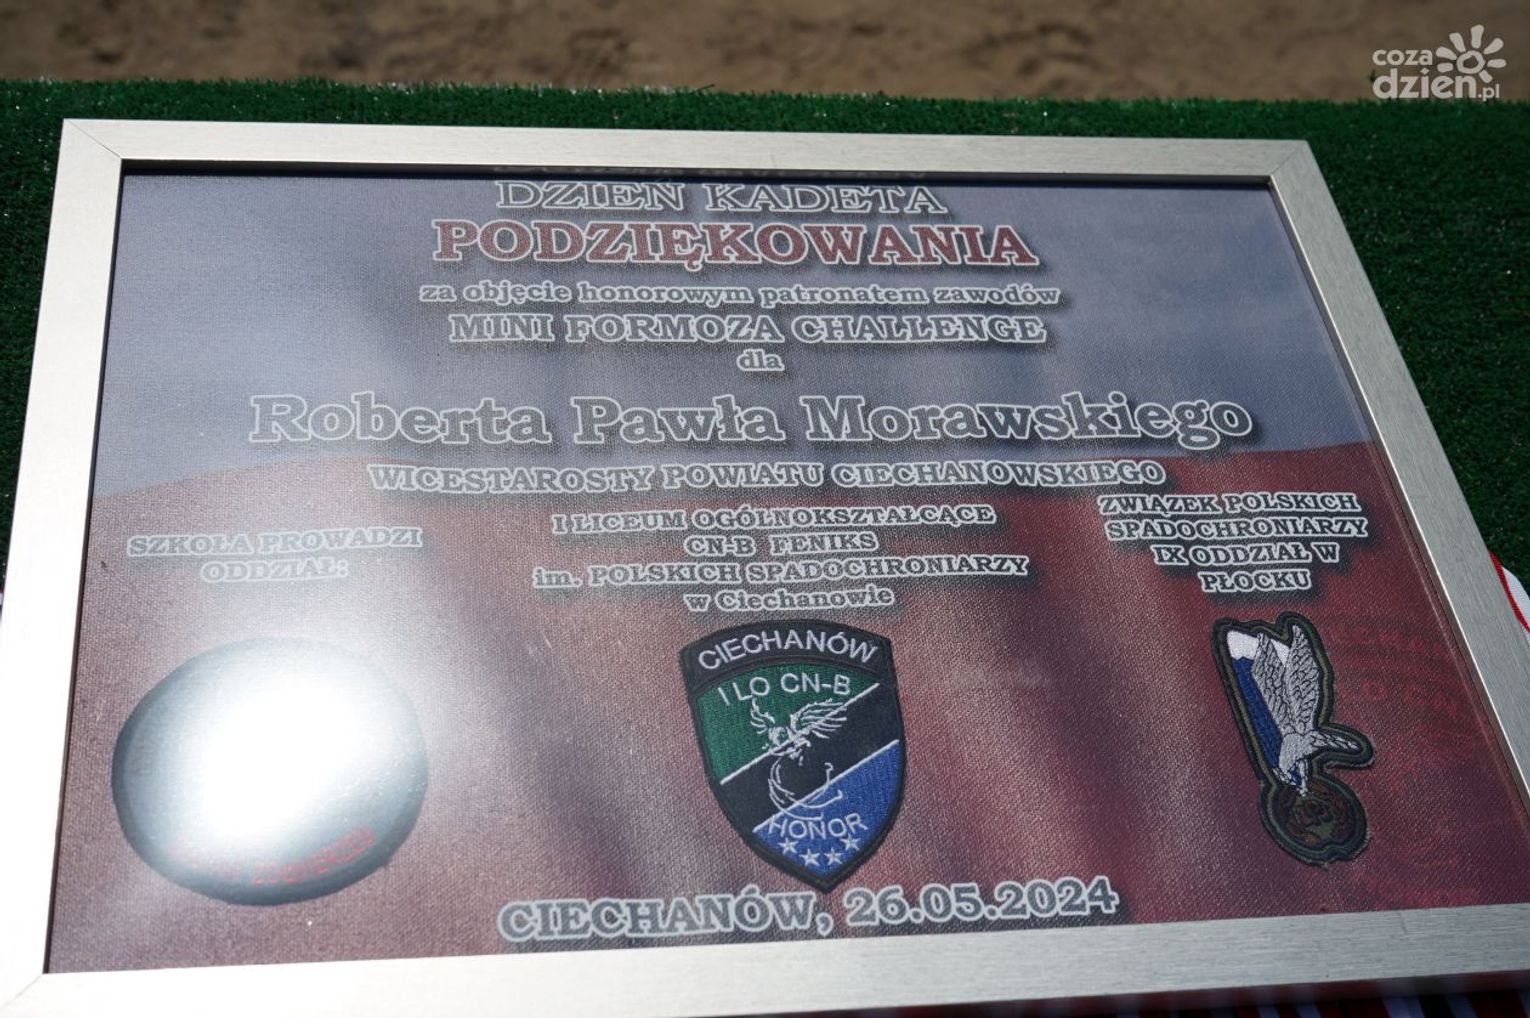 coza
dzień.pl
DZIEŃ KADETA
PODZIĘKOWANIA
za objęcie honorowym patronatem zawodów
MINI FORMOZA CHALLENGE
dla
Roberta Pawła Morawskiego
WICESTAROSTY POWIATU CIECHANOWSKIEGO
SZKOŁA PROWADZI
ODDZIAŁ:
I LICEUM OGÓLNOKSZTAŁCĄCE
CN-B FENIKS
im. POLSKICH SPADOCHRONIARZY
w Ciechanowie
ZWIĄZEK POLSKICH
SPADOCHRONIARZY
IX ODDZIAŁ W
PŁOCKU
CIECHANÓW
I LO CN-B
HONOR
CIECHANÓW, 26.05.2024